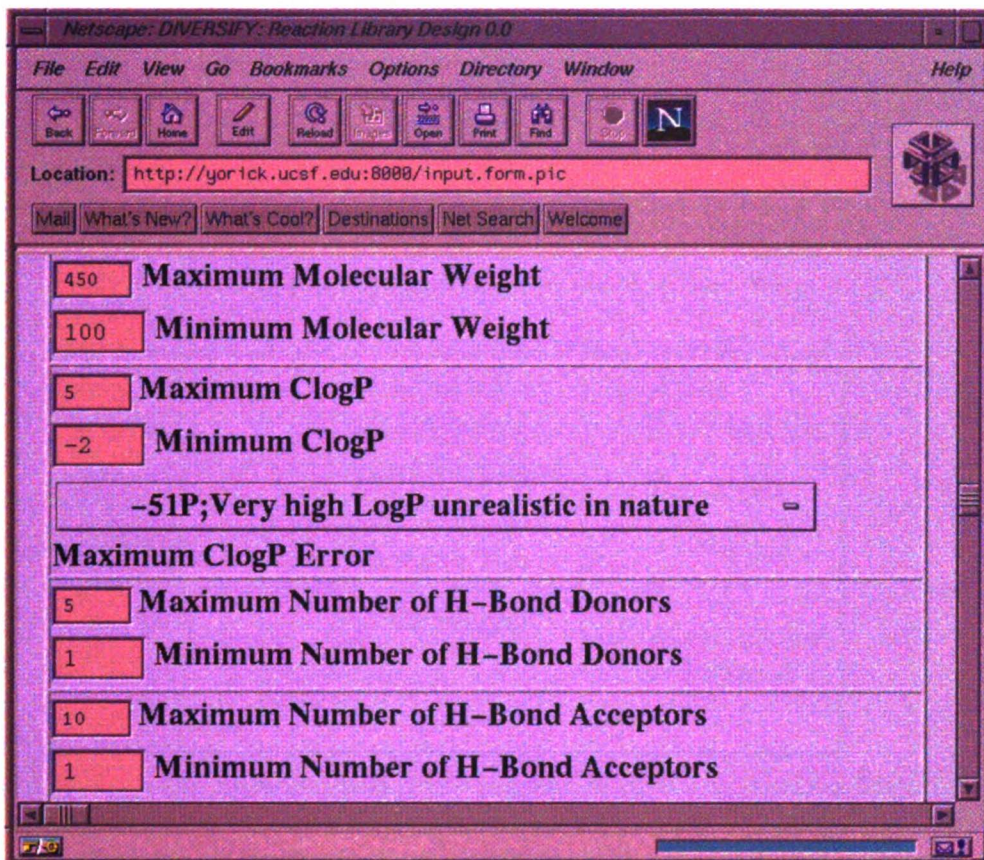 Netscape: DIVERSIFY: Reaction Library Design 0.0
File Edit View Go Bookmarks Options Directory Window Help
Back Forward Home Edit Reload Images Open Print Find Stop N
Location: http://yorick.ucsf.edu:8000/input.form.pic
Mail What's New? What's Cool? Destinations Net Search Welcome
450 Maximum Molecular Weight
100 Minimum Molecular Weight
5 Maximum ClogP
-2 Minimum ClogP
-51P;Very high LogP unrealistic in nature
Maximum ClogP Error
5 Maximum Number of H-Bond Donors
1 Minimum Number of H-Bond Donors
10 Maximum Number of H-Bond Acceptors
1 Minimum Number of H-Bond Acceptors